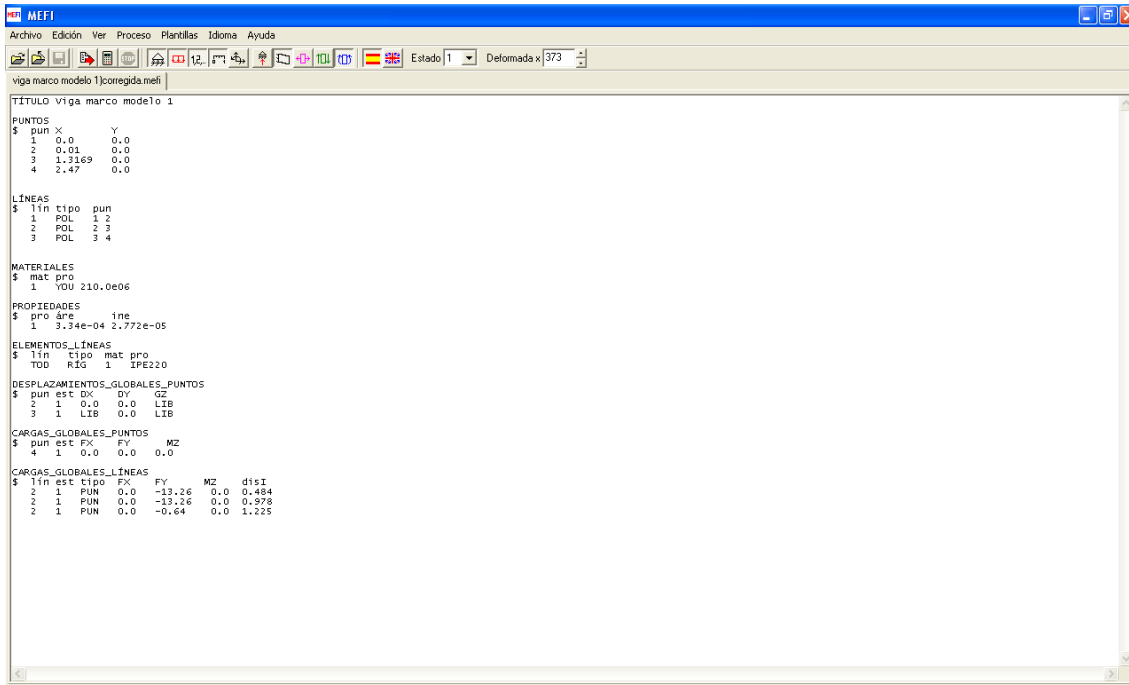 MEFI MEFI
Archivo Edición Ver Proceso Plantillas Idioma Ayuda
STOP 1,2.. Estado 1 Deformada x 373
viga marco modelo 1)corregida.mefi
TÍTULO Viga marco modelo 1
PUNTOS
$ pun X Y
1 0.0 0.0
2 0.01 0.0
3 1.3169 0.0
4 2.47 0.0
LÍNEAS
$ lín tipo pun
1 POL 1 2
2 POL 2 3
3 POL 3 4
MATERIALES
$ mat pro
1 YOU 210.0e06
PROPIEDADES
$ pro áre ine
1 3.34e-04 2.772e-05
ELEMENTOS_LÍNEAS
$ lín tipo mat pro
TOD RÍG 1 IPE220
DESPLAZAMIENTOS_GLOBALES_PUNTOS
$ pun est DX DY GZ
2 1 0.0 0.0 LIB
3 1 LIB 0.0 LIB
CARGAS_GLOBALES_PUNTOS
$ pun est FX FY MZ
4 1 0.0 0.0 0.0
CARGAS_GLOBALES_LÍNEAS
$ lín est tipo FX FY MZ disI
2 1 PUN 0.0 -13.26 0.0 0.484
2 1 PUN 0.0 -13.26 0.0 0.978
2 1 PUN 0.0 -0.64 0.0 1.225